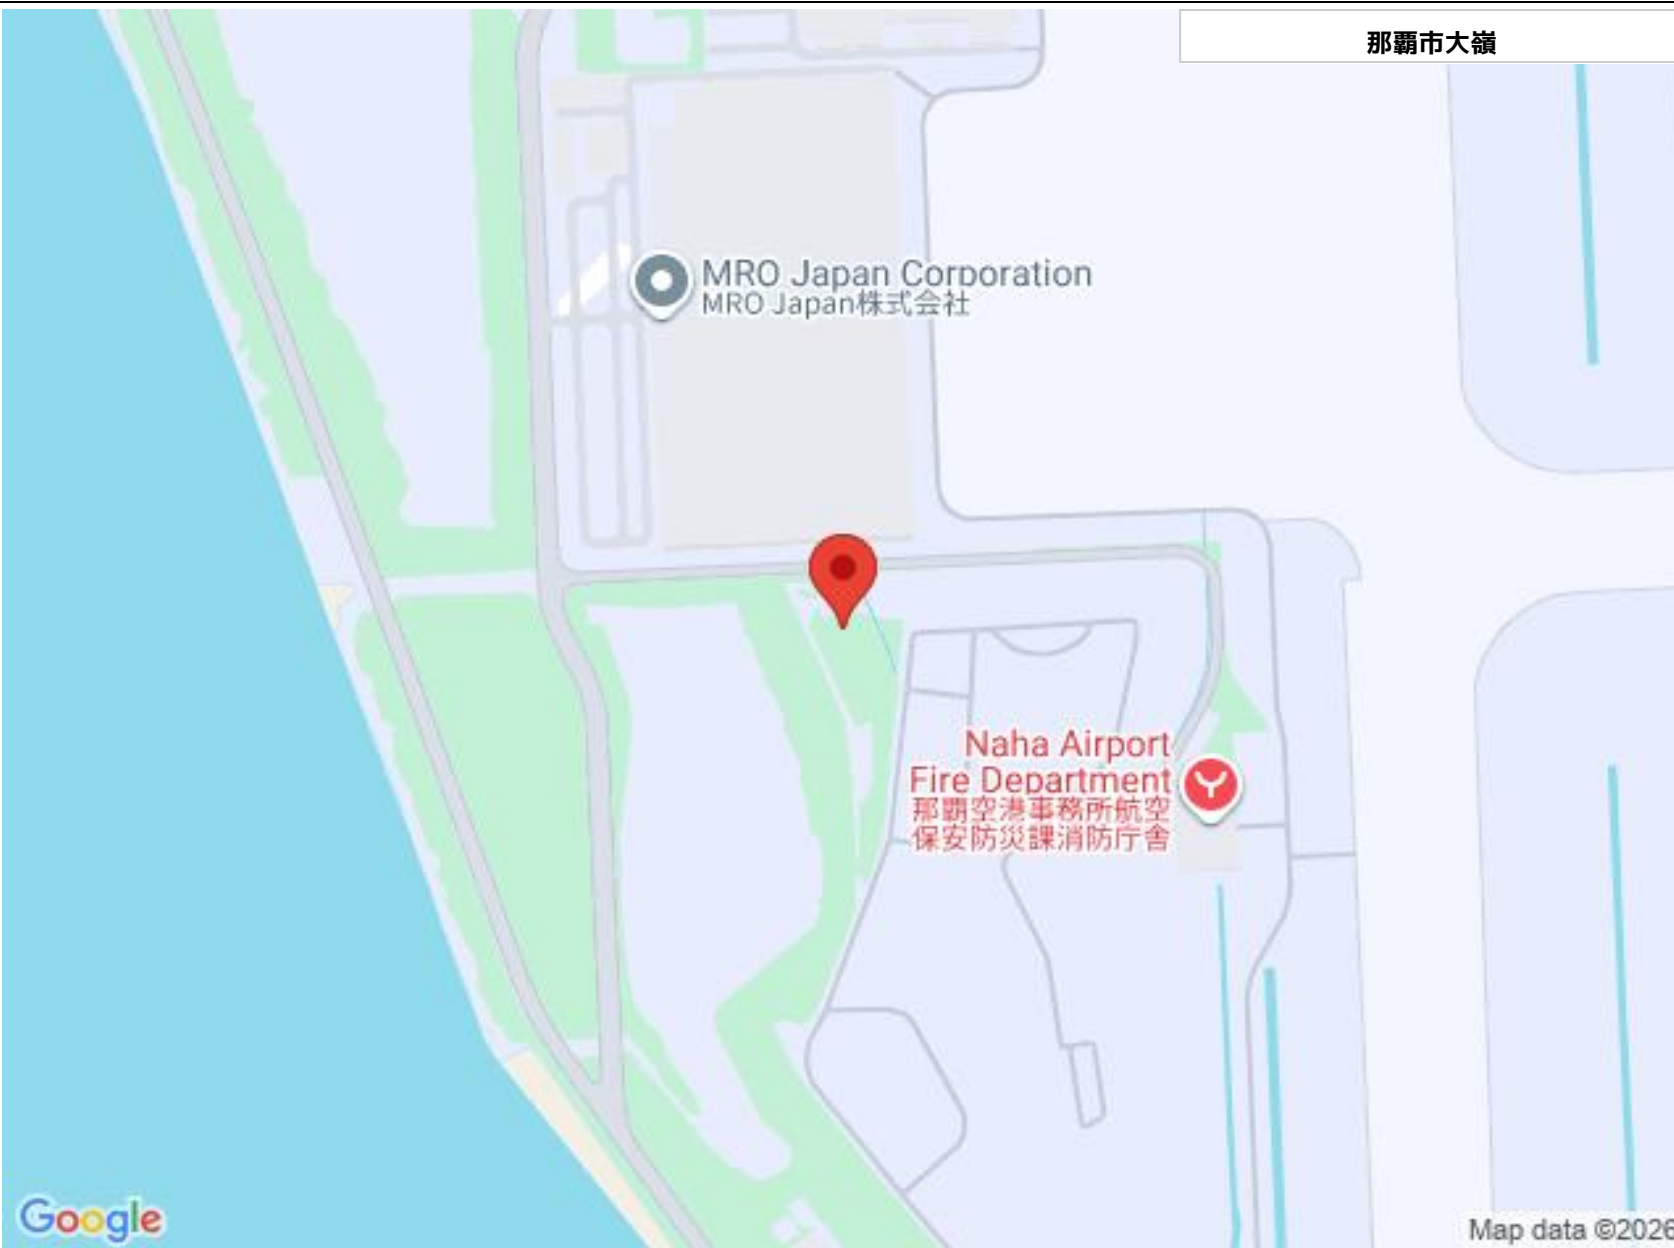 那覇市大嶺
MRO Japan Corporation
MRO Japan株式会社
Naha Airport
Fire Department
那覇空港事務所航空
保安防災課消防庁舎
Google
Map data ©2026